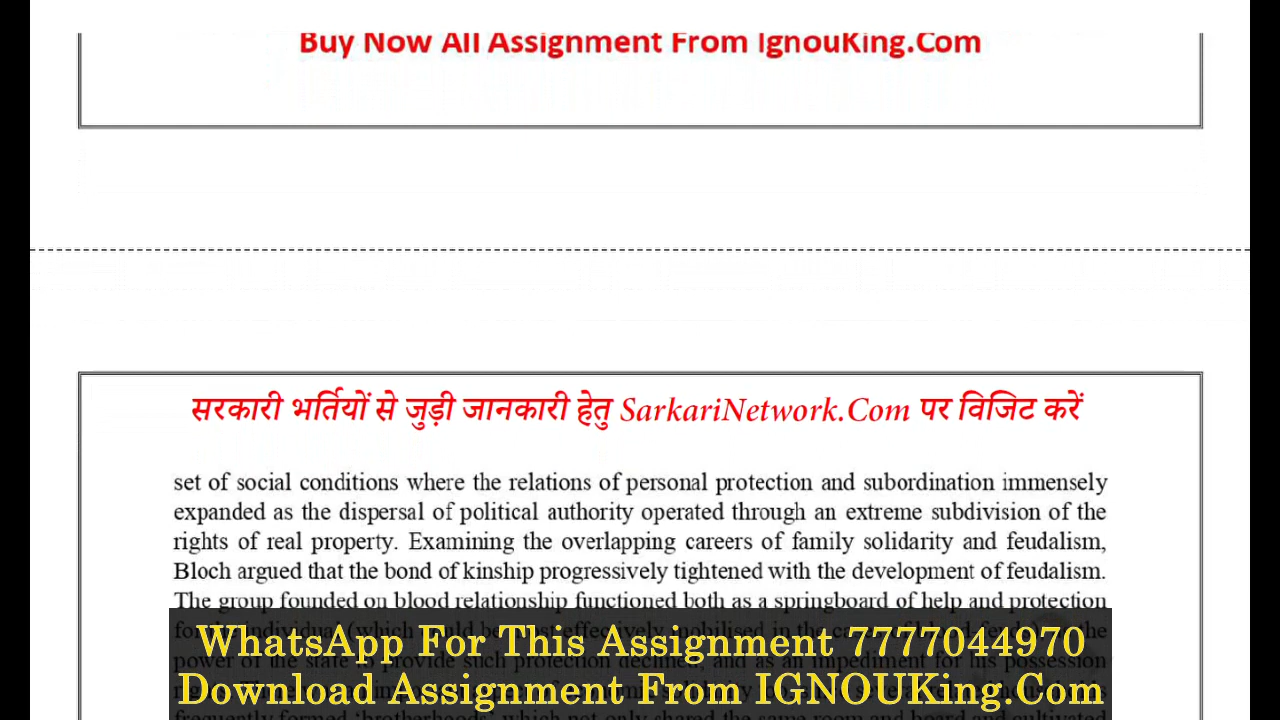 Buy Now All Assignment From IgnouKing.Com
सरकारी भर्तियों से जुड़ी जानकारी हेतु SarkariNetwork.Com पर विजिट करें
set of social conditions where the relations of personal protection and subordination immensely
expanded as the dispersal of political authority operated through an extreme subdivision of the
rights of real property. Examining the overlapping careers of family solidarity and feudalism,
Bloch argued that the bond of kinship progressively tightened with the development of feudalism.
The group founded on blood relationship functioned both as a springboard of help and protection
WhatsApp For This Assignment 7777044970
Download Assignment From IGNOUKing.Com